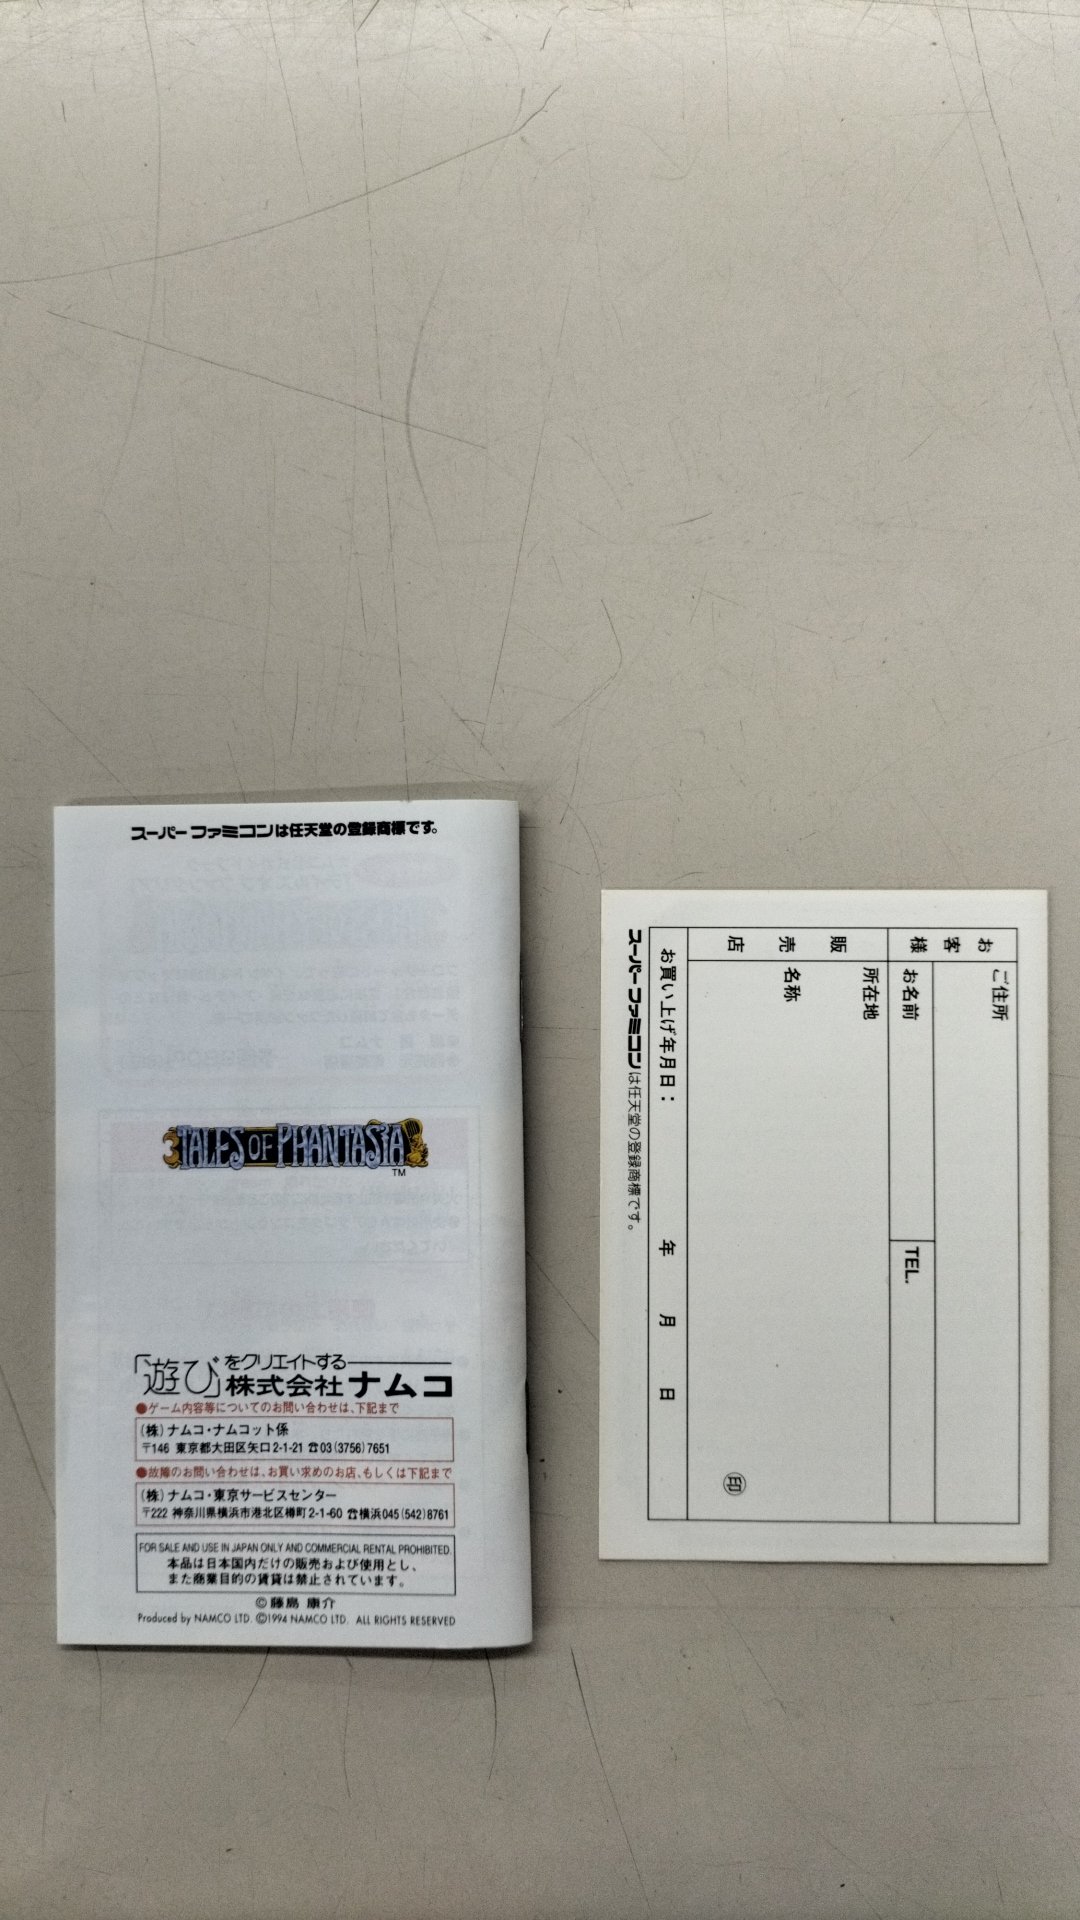 スーパーファミコンは任天堂の登録商標です。
TALES OF PHANTASIA
TM
「遊び」をクリエイトする
株式会社ナムコ
●ゲーム内容等についてのお問い合わせは、下記まで
(株)ナムコ・ナムコット係
〒146 東京都大田区矢口2-1-21 ☎03(3756)7651
●故障のお問い合わせは、お買い求めのお店、もしくは下記まで
(株)ナムコ・東京サービスセンター
〒222 神奈川県横浜市港北区樽町2-1-60 ☎横浜045(542)8761
FOR SALE AND USE IN JAPAN ONLY AND COMMERCIAL RENTAL PROHIBITED.
本品は日本国内だけの販売および使用とし、
また商業目的の賃貸は禁止されています。
©藤島 康介
Produced by NAMCO LTD. ©1994 NAMCO LTD. ALL RIGHTS RESERVED
お客様
ご住所
お名前
TEL.
販売店
所在地
名称
印
お買い上げ年月日： 年 月 日
スーパーファミコンは任天堂の登録商標です。